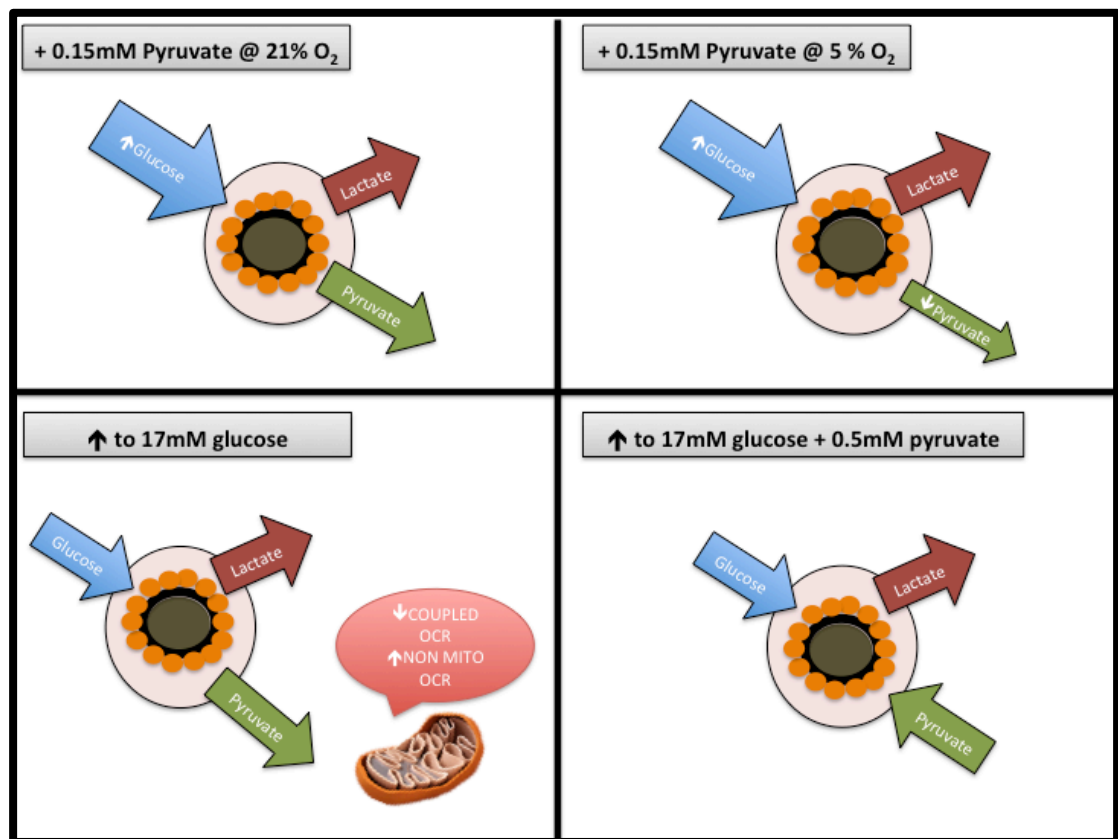 + 0.15mM Pyruvate @ 21% O₂
↑Glucose
Lactate
Pyruvate
+ 0.15mM Pyruvate @ 5 % O₂
↑Glucose
Lactate
↓Pyruvate
↑ to 17mM glucose
Glucose
Lactate
Pyruvate
↓COUPLED
OCR
↑NON MITO
OCR
↑ to 17mM glucose + 0.5mM pyruvate
Glucose
Lactate
Pyruvate